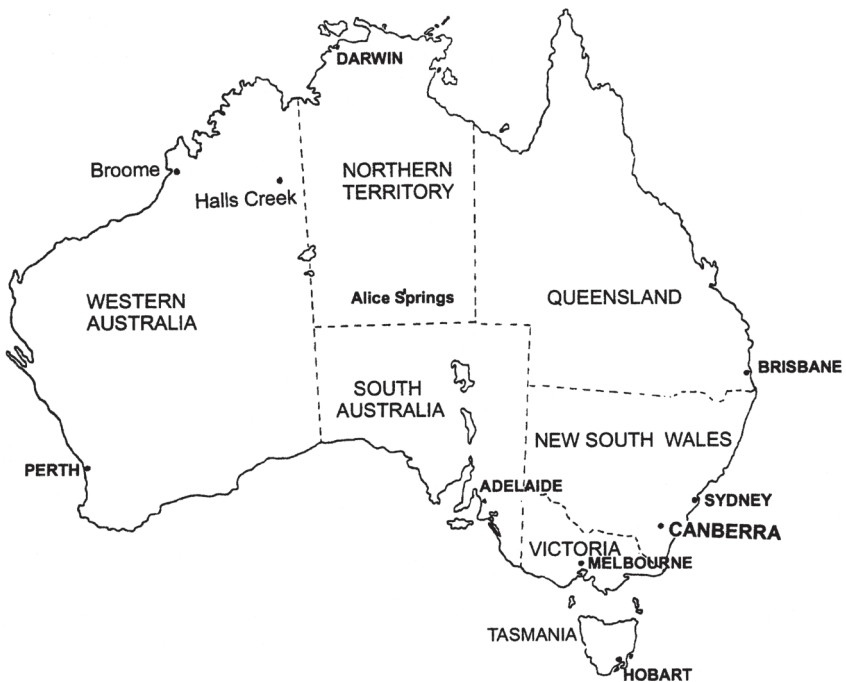 DARWIN
Broome
Halls Creek
NORTHERN
TERRITORY
WESTERN
AUSTRALIA
Alice Springs
QUEENSLAND
BRISBANE
SOUTH
AUSTRALIA
NEW SOUTH WALES
PERTH
ADELAIDE
SYDNEY
CANBERRA
VICTORIA
MELBOURNE
TASMANIA
HOBART